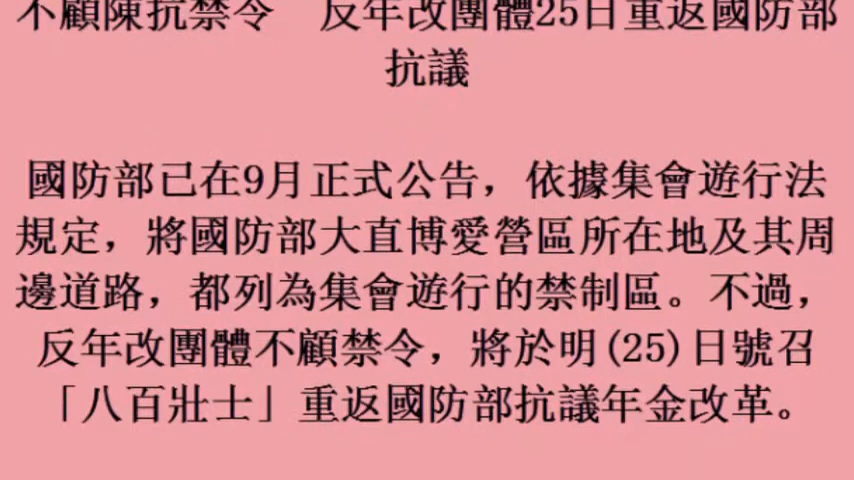 不顧陳抗禁令　反年改團體25日重返國防部
抗議
國防部已在9月正式公告，依據集會遊行法
規定，將國防部大直博愛營區所在地及其周
邊道路，都列為集會遊行的禁制區。不過，
反年改團體不顧禁令，將於明(25)日號召
「八百壯士」重返國防部抗議年金改革。